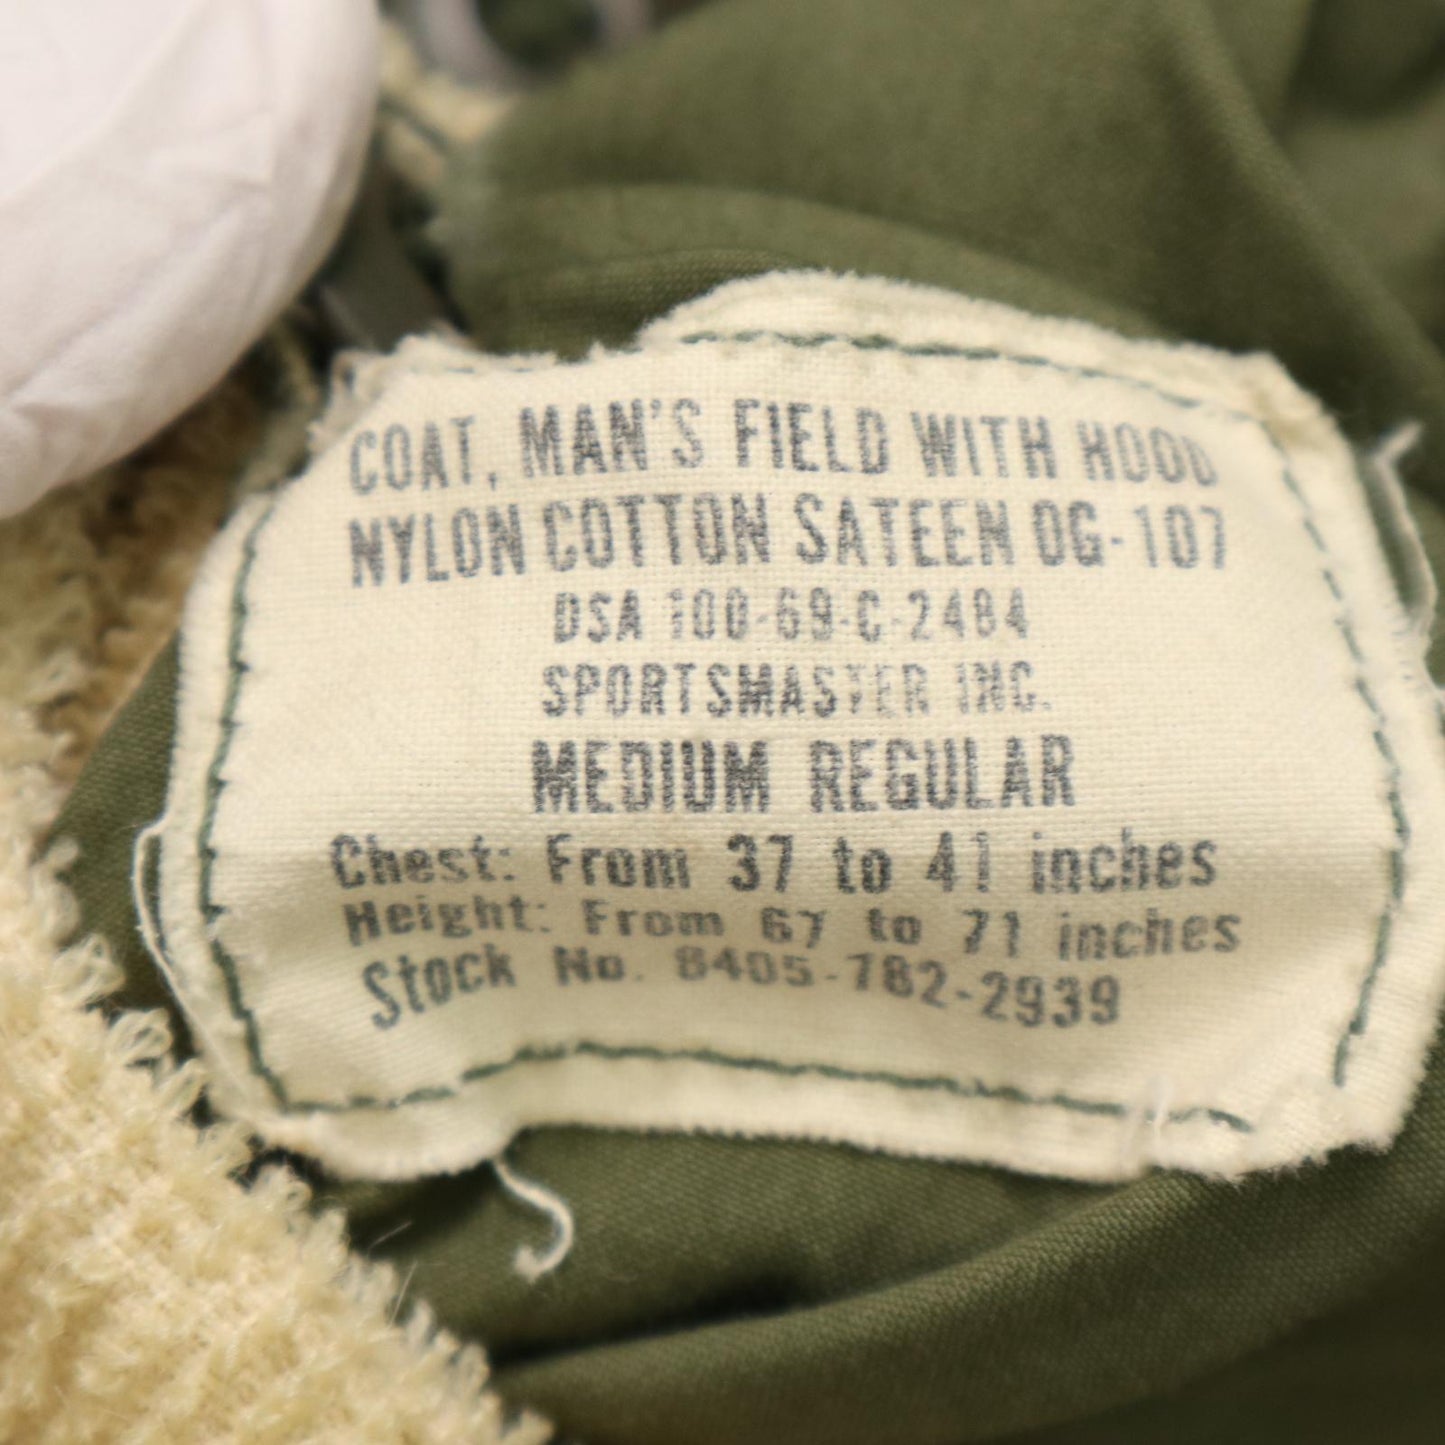 COAT, MAN'S FIELD WITH HOOD
NYLON COTTON SATEEN OG-107
DSA 100-69-C-2484
SPORTSMASTER INC.
MEDIUM REGULAR
Chest: From 37 to 41 inches
Height: From 67 to 71 inches
Stock No. 8405-782-2939